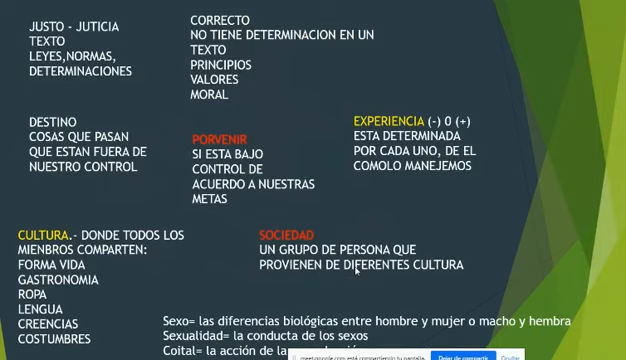 JUSTO - JUTICIA
TEXTO
LEYES,NORMAS,
DETERMINACIONES
CORRECTO
NO TIENE DETERMINACION EN UN
TEXTO
PRINCIPIOS
VALORES
MORAL
DESTINO
COSAS QUE PASAN
QUE ESTAN FUERA DE
NUESTRO CONTROL
PORVENIR
SI ESTA BAJO
CONTROL DE
ACUERDO A NUESTRAS
METAS
EXPERIENCIA (-) 0 (+)
ESTA DETERMINADA
POR CADA UNO, DE EL
COMOLO MANEJEMOS
CULTURA.- DONDE TODOS LOS
MIENBROS COMPARTEN:
FORMA VIDA
GASTRONOMIA
ROPA
LENGUA
CREENCIAS
COSTUMBRES
SOCIEDAD
UN GRUPO DE PERSONA QUE
PROVIENEN DE DIFERENTES CULTURA
Sexo= las diferencias biológicas entre hombre y mujer o macho y hembra
Sexualidad= la conducta de los sexos
Coital= la acción de la
meet.google.com está compartiendo tu pantalla.
Dejar de compartir
Ocultar